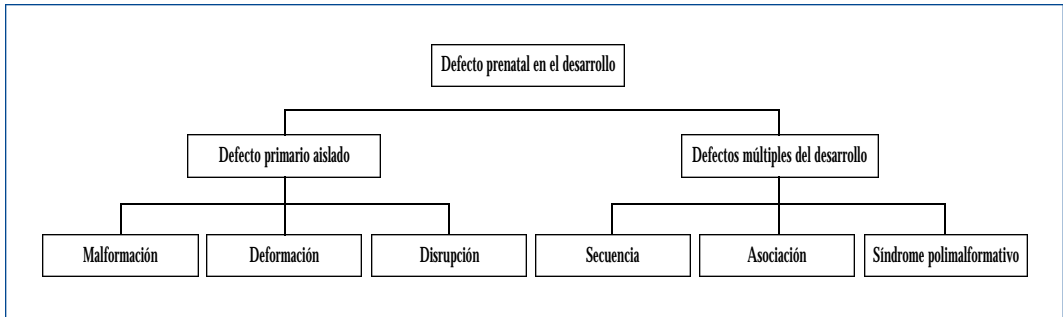 Defecto prenatal en el desarrollo
Defecto primario aislado
Defectos múltiples del desarrollo
Malformación
Deformación
Disrupción
Secuencia
Asociación
Síndrome polimalformativo